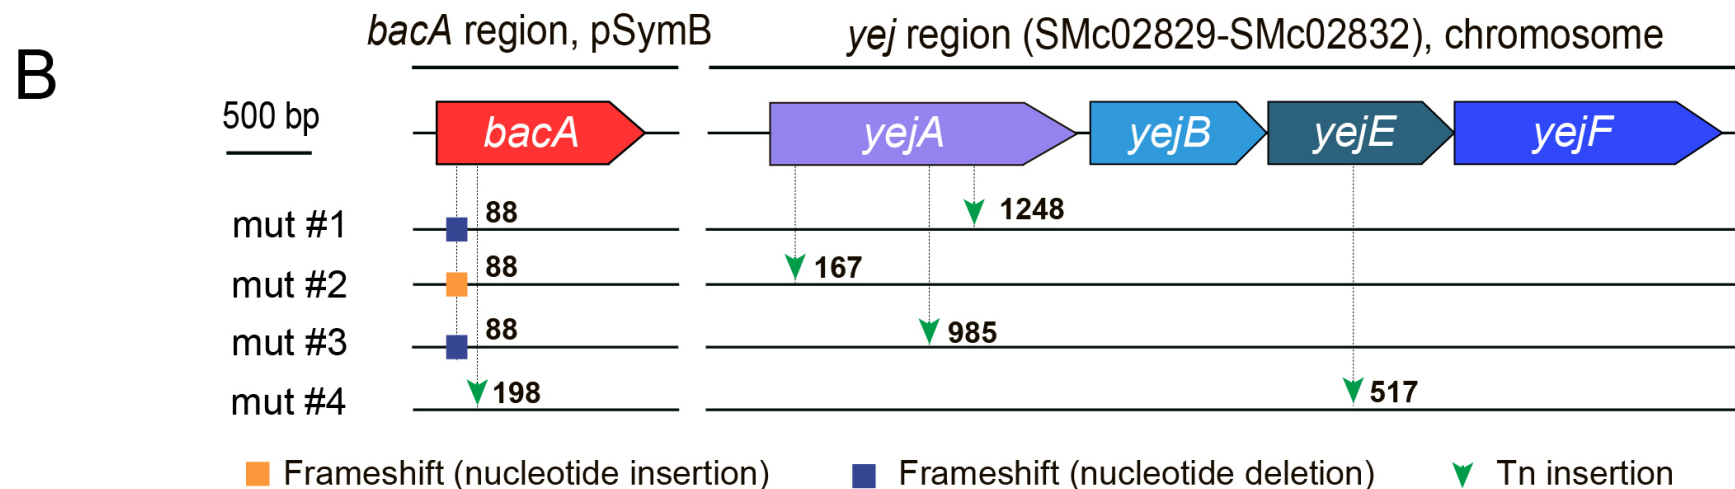 B
bacA region, pSymB
yej region (SMc02829-SMc02832), chromosome
500 bp
bacA
yejA
yejB
yejE
yejF
mut #1
88
1248
mut #2
88
167
mut #3
88
985
mut #4
198
517
Frameshift (nucleotide insertion)
Frameshift (nucleotide deletion)
Tn insertion